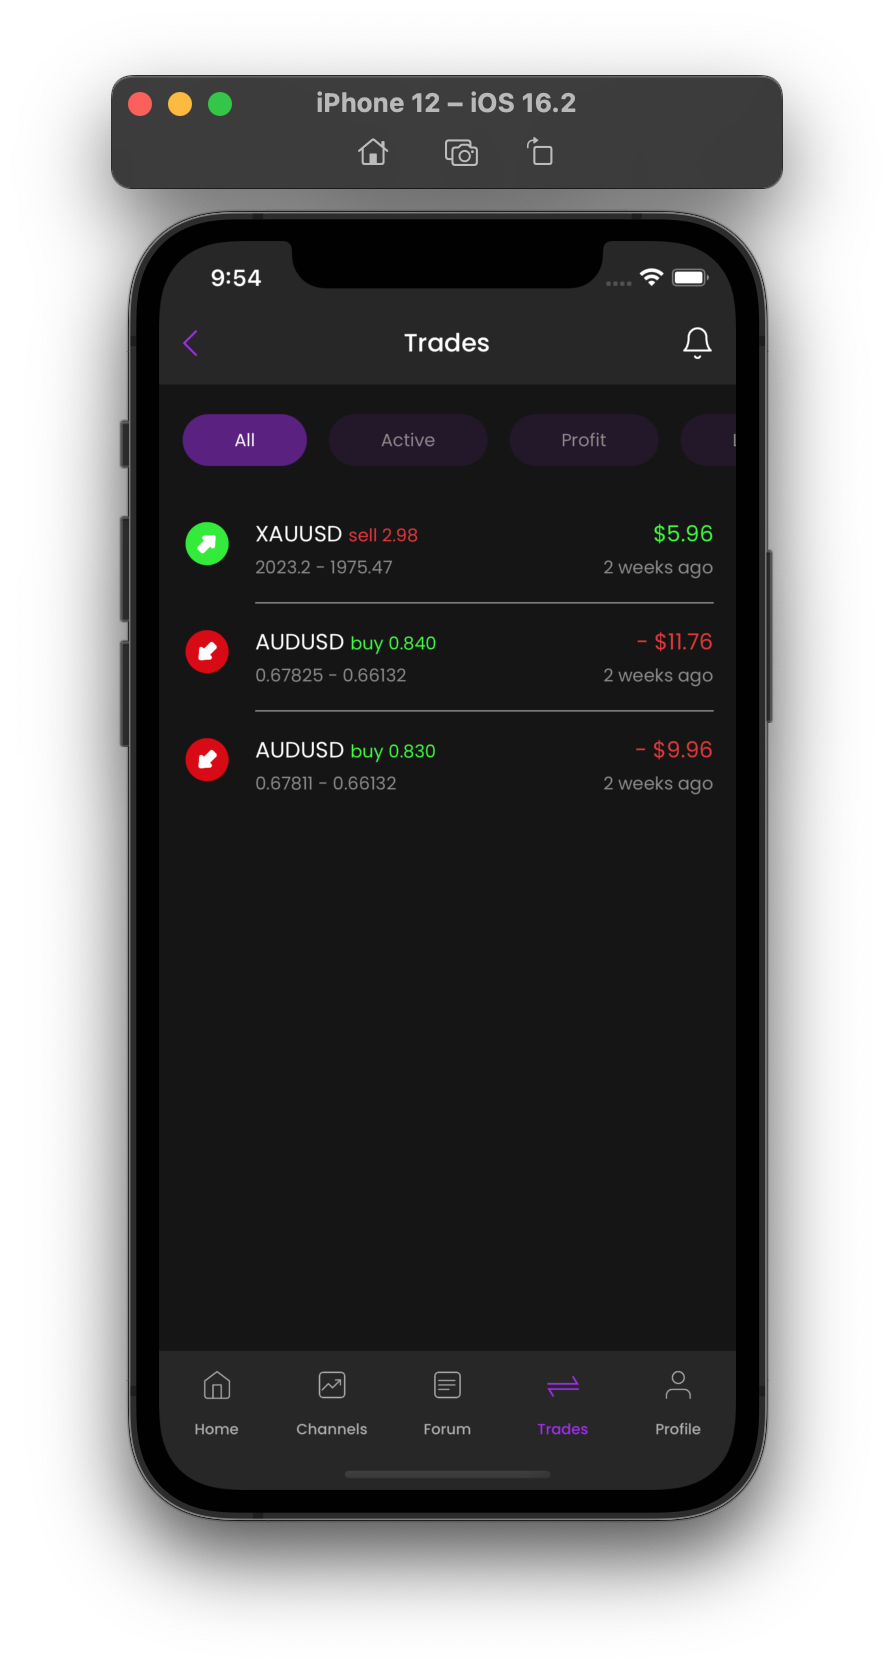 iPhone 12 – iOS 16.2
9:54
Trades
All Active Profit
XAUUSD sell 2.98 $5.96
2023.2 - 1975.47 2 weeks ago
AUDUSD buy 0.840 - $11.76
0.67825 - 0.66132 2 weeks ago
AUDUSD buy 0.830 - $9.96
0.67811 - 0.66132 2 weeks ago
Home Channels Forum Trades Profile